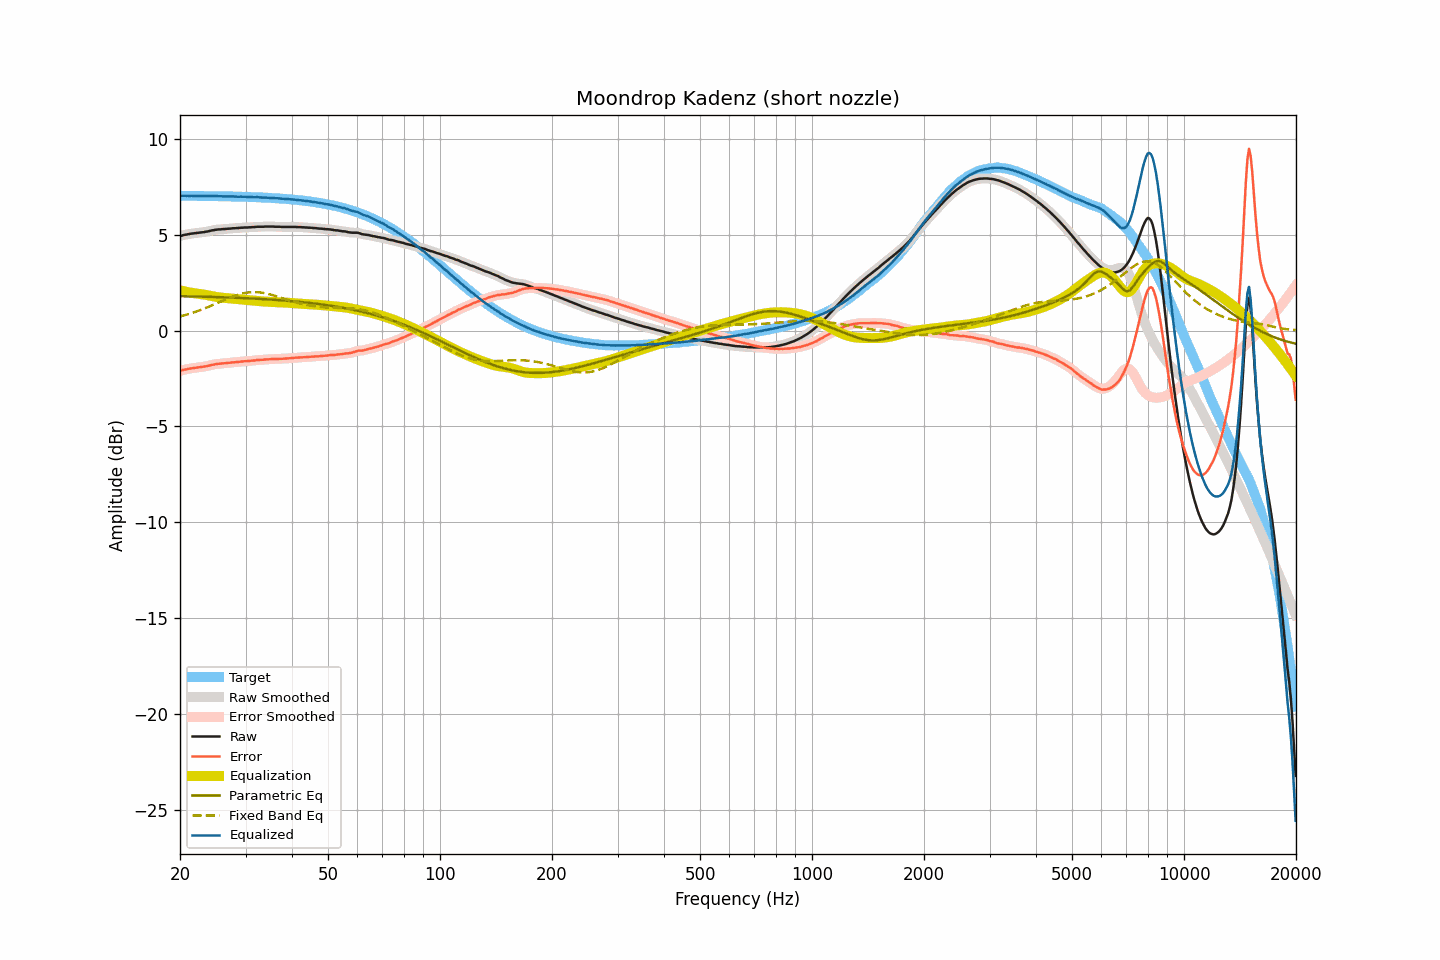 Moondrop Kadenz (short nozzle)
10
5
0
−5
−10
−15
−20
−25
Amplitude (dBr)
Target
Raw Smoothed
Error Smoothed
Raw
Error
Equalization
Parametric Eq
Fixed Band Eq
Equalized
20 50 100 200 500 1000 2000 5000 10000 20000
Frequency (Hz)